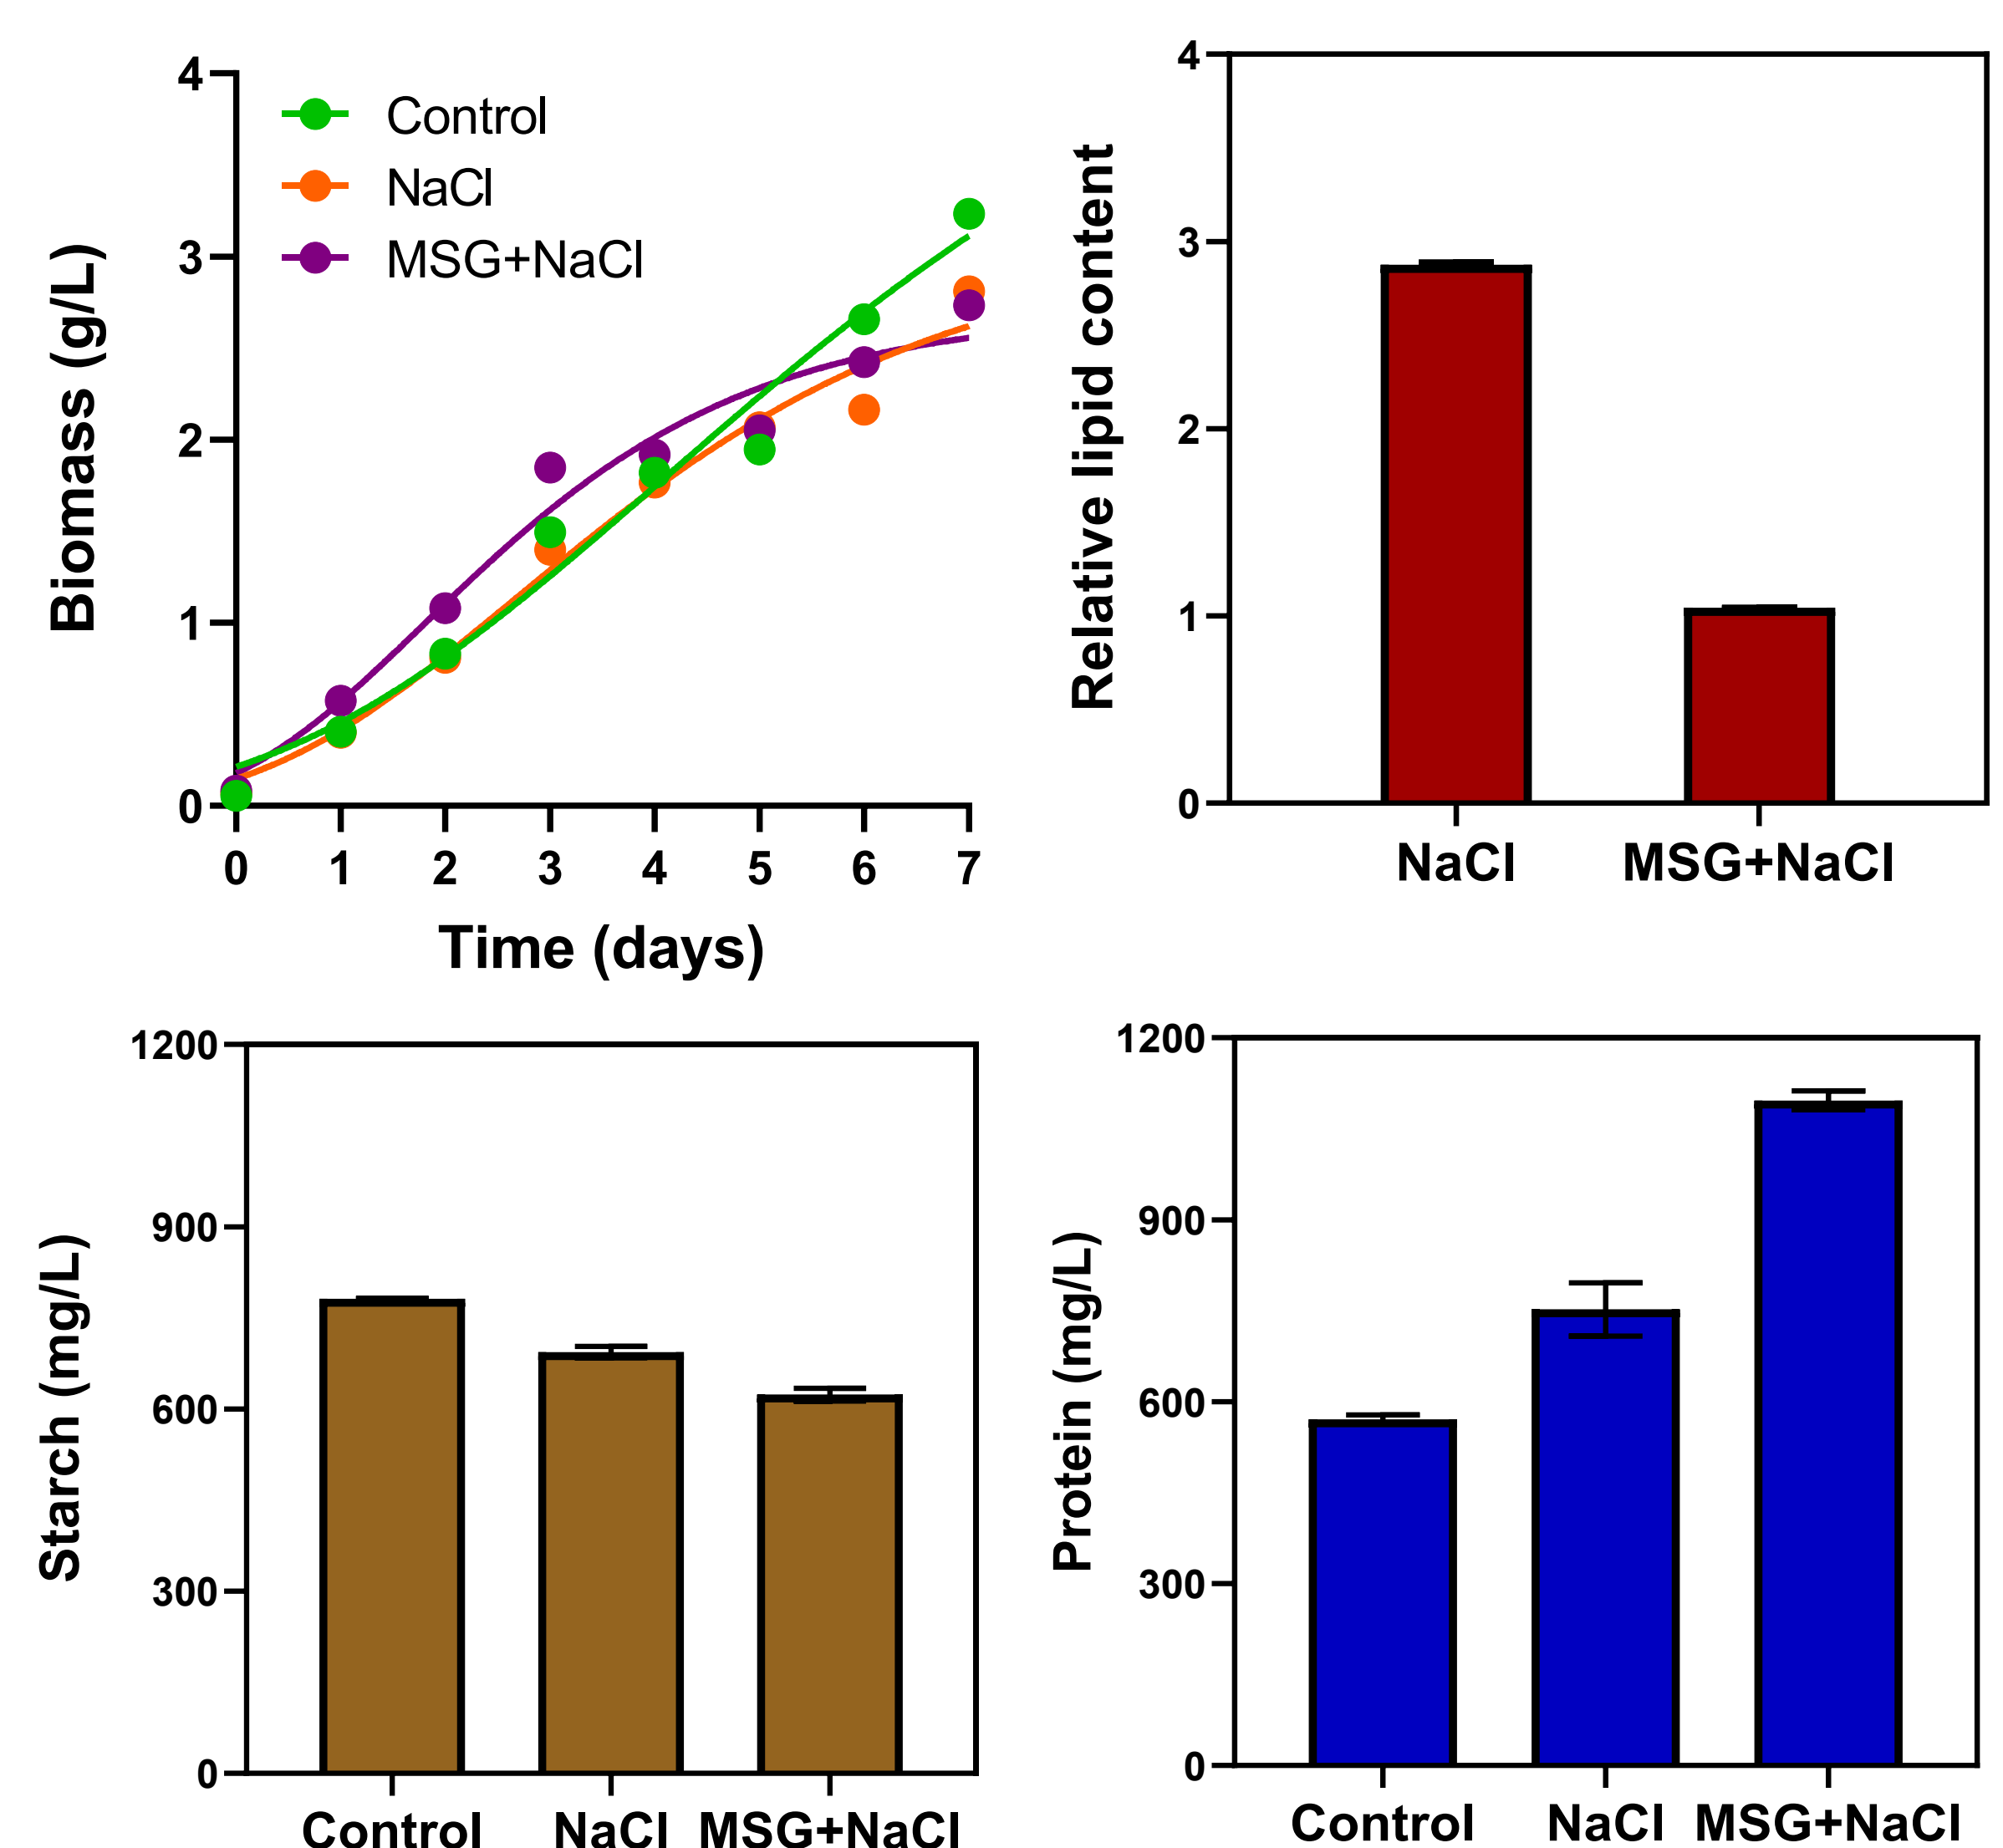 4
3
2
1
0
Biomass (g/L)
Control
NaCl
MSG+NaCl
0 1 2 3 4 5 6 7
Time (days)
4
3
2
1
0
Relative lipid content
NaCl MSG+NaCl
1200
900
600
300
0
Starch (mg/L)
Control NaCl MSG+NaCl
1200
900
600
300
0
Protein (mg/L)
Control NaCl MSG+NaCl